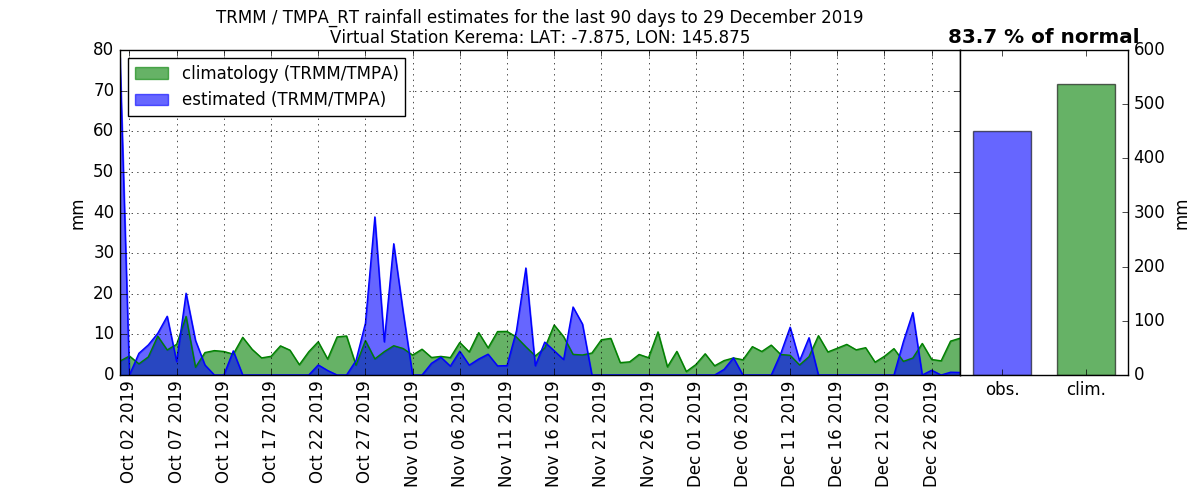 TRMM / TMPA_RT rainfall estimates for the last 90 days to 29 December 2019
Virtual Station Kerema: LAT: -7.875, LON: 145.875
83.7 % of normal
climatology (TRMM/TMPA)
estimated (TRMM/TMPA)
80
70
60
50
40
30
20
10
0
mm
600
500
400
300
200
100
0
mm
Oct 02 2019
Oct 07 2019
Oct 12 2019
Oct 17 2019
Oct 22 2019
Oct 27 2019
Nov 01 2019
Nov 06 2019
Nov 11 2019
Nov 16 2019
Nov 21 2019
Nov 26 2019
Dec 01 2019
Dec 06 2019
Dec 11 2019
Dec 16 2019
Dec 21 2019
Dec 26 2019
obs.
clim.